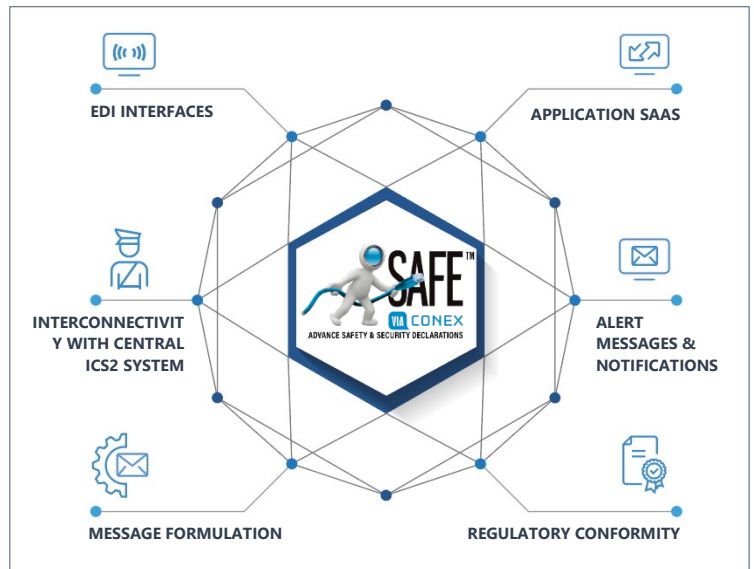 EDI INTERFACES
APPLICATION SAAS
SAFE™
VIA CONEX
ADVANCE SAFETY & SECURITY DECLARATIONS
INTERCONNECTIVIT
Y WITH CENTRAL
ICS2 SYSTEM
ALERT
MESSAGES &
NOTIFICATIONS
MESSAGE FORMULATION
REGULATORY CONFORMITY